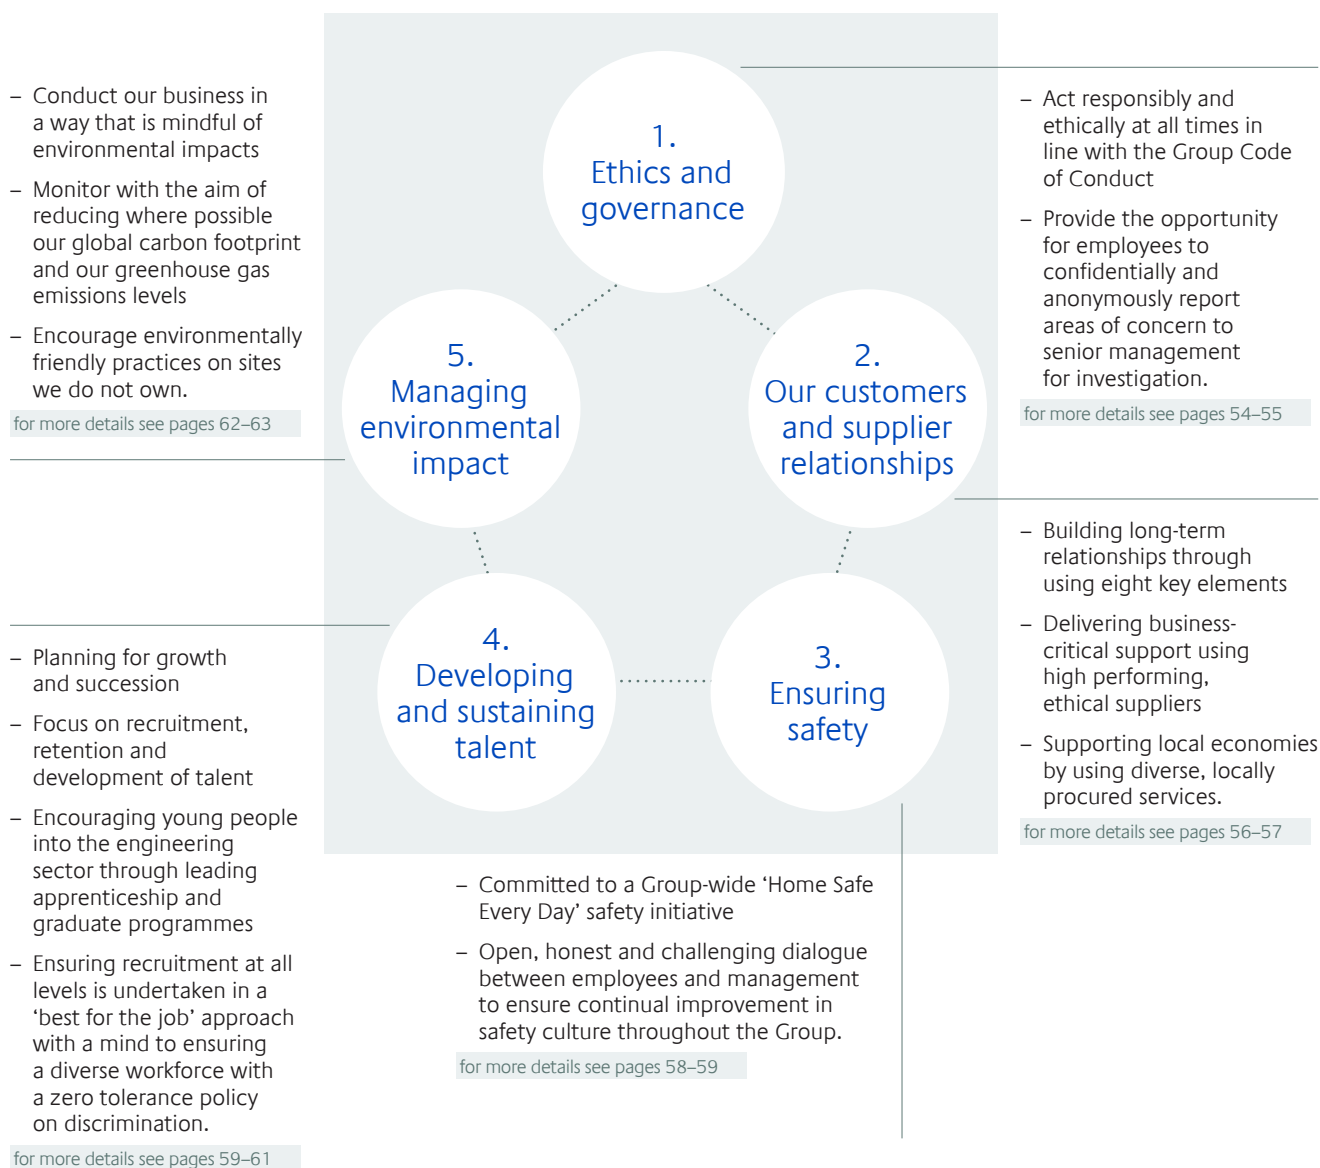 1.
Ethics and
governance
– Act responsibly and
ethically at all times in
line with the Group Code
of Conduct
– Provide the opportunity
for employees to
confidentially and
anonymously report
areas of concern to
senior management
for investigation.
for more details see pages 54–55
2.
Our customers
and supplier
relationships
– Building long-term
relationships through
using eight key elements
– Delivering business-
critical support using
high performing,
ethical suppliers
– Supporting local economies
by using diverse, locally
procured services.
for more details see pages 56–57
3.
Ensuring
safety
– Committed to a Group-wide ‘Home Safe
Every Day’ safety initiative
– Open, honest and challenging dialogue
between employees and management
to ensure continual improvement in
safety culture throughout the Group.
for more details see pages 58–59
4.
Developing
and sustaining
talent
– Planning for growth
and succession
– Focus on recruitment,
retention and
development of talent
– Encouraging young people
into the engineering
sector through leading
apprenticeship and
graduate programmes
– Ensuring recruitment at all
levels is undertaken in a
‘best for the job’ approach
with a mind to ensuring
a diverse workforce with
a zero tolerance policy
on discrimination.
for more details see pages 59–61
5.
Managing
environmental
impact
– Conduct our business in
a way that is mindful of
environmental impacts
– Monitor with the aim of
reducing where possible
our global carbon footprint
and our greenhouse gas
emissions levels
– Encourage environmentally
friendly practices on sites
we do not own.
for more details see pages 62–63